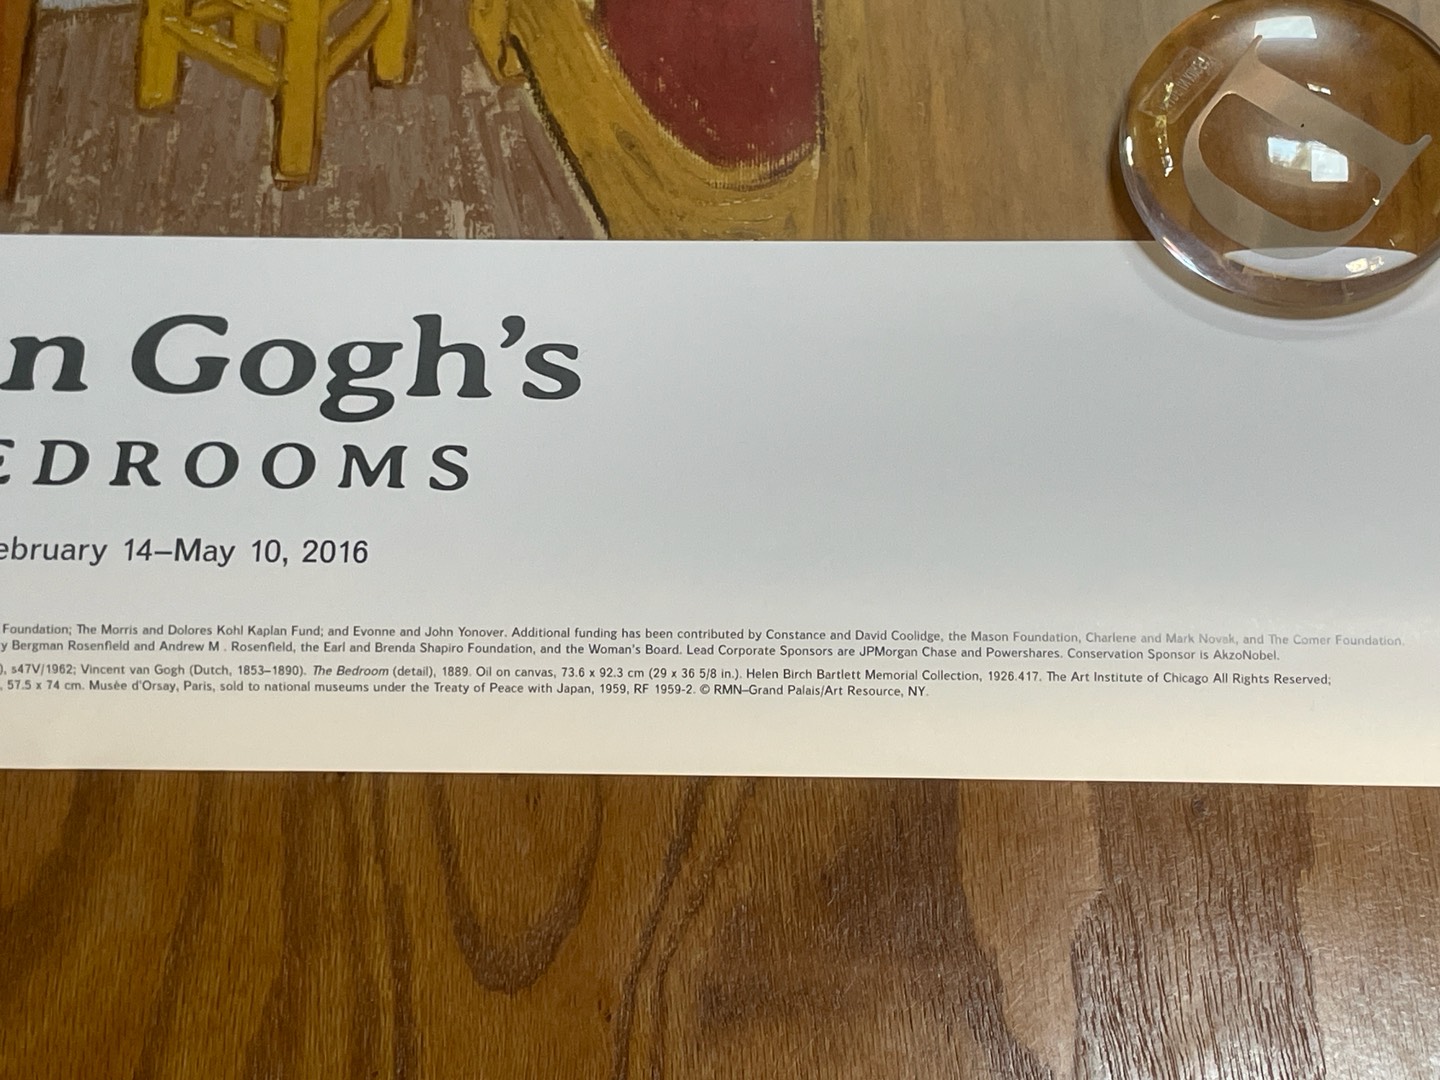 n Gogh's
EDROOMS
ebruary 14–May 10, 2016
Foundation; The Morris and Dolores Kohl Kaplan Fund; and Evonne and John Yonover. Additional funding has been contributed by Constance and David Coolidge, the Mason Foundation, Charlene and Mark Novak, and The Comer Foundation.
y Bergman Rosenfield and Andrew M . Rosenfield, the Earl and Brenda Shapiro Foundation, and the Woman's Board. Lead Corporate Sponsors are JPMorgan Chase and Powershares. Conservation Sponsor is AkzoNobel.
), s47V/1962; Vincent van Gogh (Dutch, 1853–1890). The Bedroom (detail), 1889. Oil on canvas, 73.6 x 92.3 cm (29 x 36 5/8 in.). Helen Birch Bartlett Memorial Collection, 1926.417. The Art Institute of Chicago All Rights Reserved;
, 57.5 x 74 cm. Musée d'Orsay, Paris, sold to national museums under the Treaty of Peace with Japan, 1959, RF 1959-2. © RMN–Grand Palais/Art Resource, NY.
D